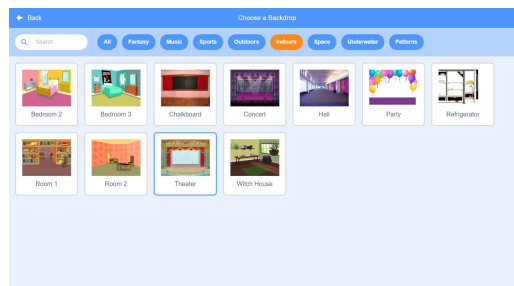 Back
Choose a Backdrop
Search
All
Fantasy
Music
Sports
Outdoors
Indoors
Space
Underwater
Patterns
Bedroom 2
Bedroom 3
Chalkboard
Concert
Hall
Party
Refrigerator
Room 1
Room 2
Theater
Witch House